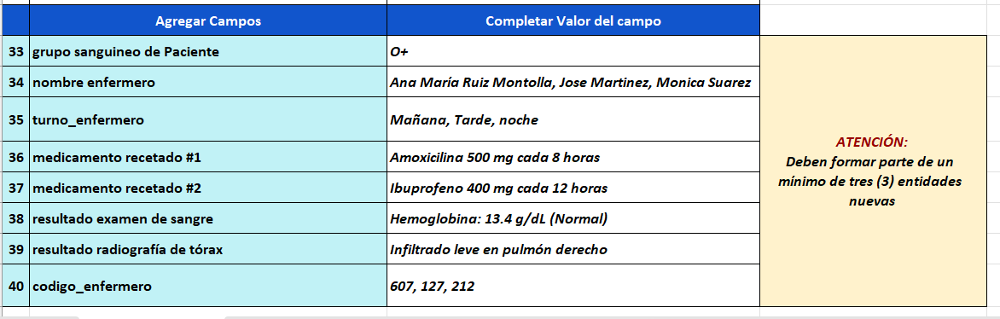 Agregar Campos Completar Valor del campo
33 grupo sanguineo de Paciente O+
34 nombre enfermero Ana María Ruiz Montolla, Jose Martinez, Monica Suarez
35 turno_enfermero Mañana, Tarde, noche
36 medicamento recetado #1 Amoxicilina 500 mg cada 8 horas
37 medicamento recetado #2 Ibuprofeno 400 mg cada 12 horas
38 resultado examen de sangre Hemoglobina: 13.4 g/dL (Normal)
39 resultado radiografía de tórax Infiltrado leve en pulmón derecho
40 codigo_enfermero 607, 127, 212
ATENCIÓN:
Deben formar parte de un
mínimo de tres (3) entidades
nuevas